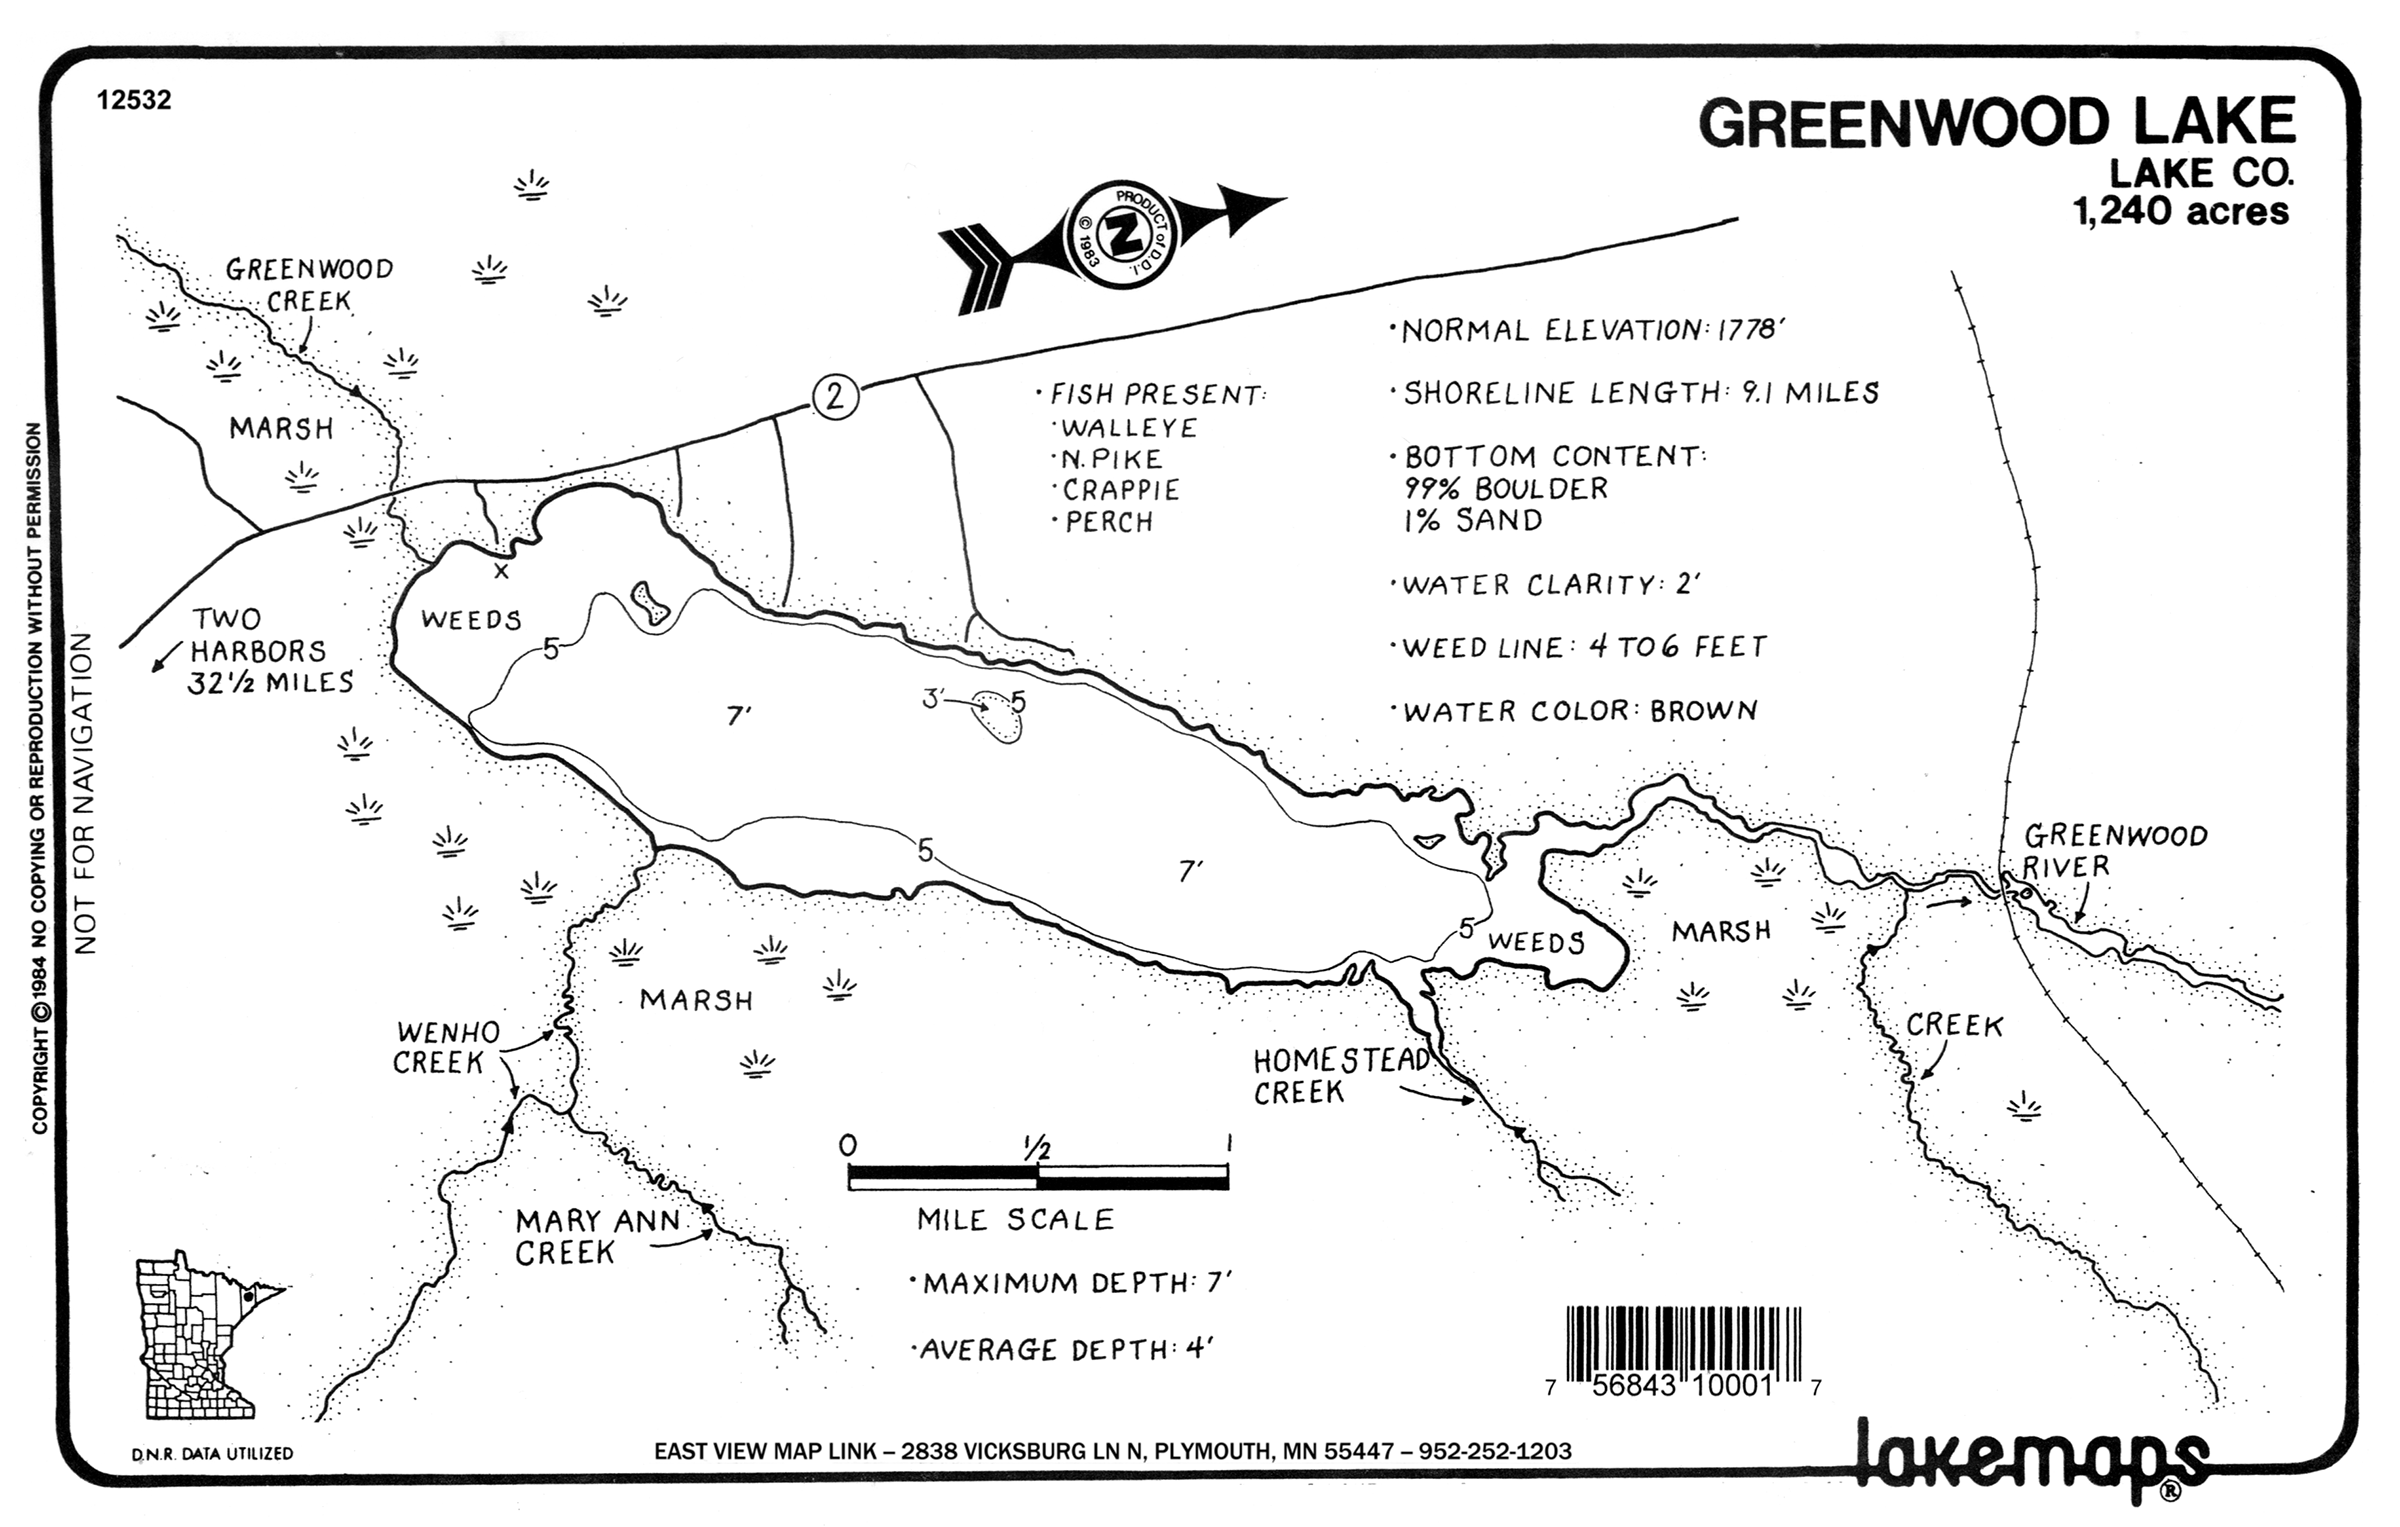 12532
GREENWOOD LAKE
LAKE CO.
1,240 acres
PRODUCT of D.D.I.
© 1983
N
GREENWOOD
CREEK
MARSH
2
• NORMAL ELEVATION: 1778'
• SHORELINE LENGTH: 9.1 MILES
• BOTTOM CONTENT:
99% BOULDER
1% SAND
• WATER CLARITY: 2'
• WEED LINE: 4 TO 6 FEET
• WATER COLOR: BROWN
• FISH PRESENT:
• WALLEYE
• N. PIKE
• CRAPPIE
• PERCH
X
WEEDS
5
TWO
HARBORS
32 1/2 MILES
7'
3'
5
5
7'
5
WEEDS
MARSH
GREENWOOD
RIVER
MARSH
CREEK
WENHO
CREEK
HOMESTEAD
CREEK
MARY ANN
CREEK
0 1/2 1
MILE SCALE
• MAXIMUM DEPTH: 7'
• AVERAGE DEPTH: 4'
7 56843 10001 7
D.N.R. DATA UTILIZED
EAST VIEW MAP LINK – 2838 VICKSBURG LN N, PLYMOUTH, MN 55447 – 952-252-1203
lakemaps®
COPYRIGHT © 1984 NO COPYING OR REPRODUCTION WITHOUT PERMISSION
NOT FOR NAVIGATION